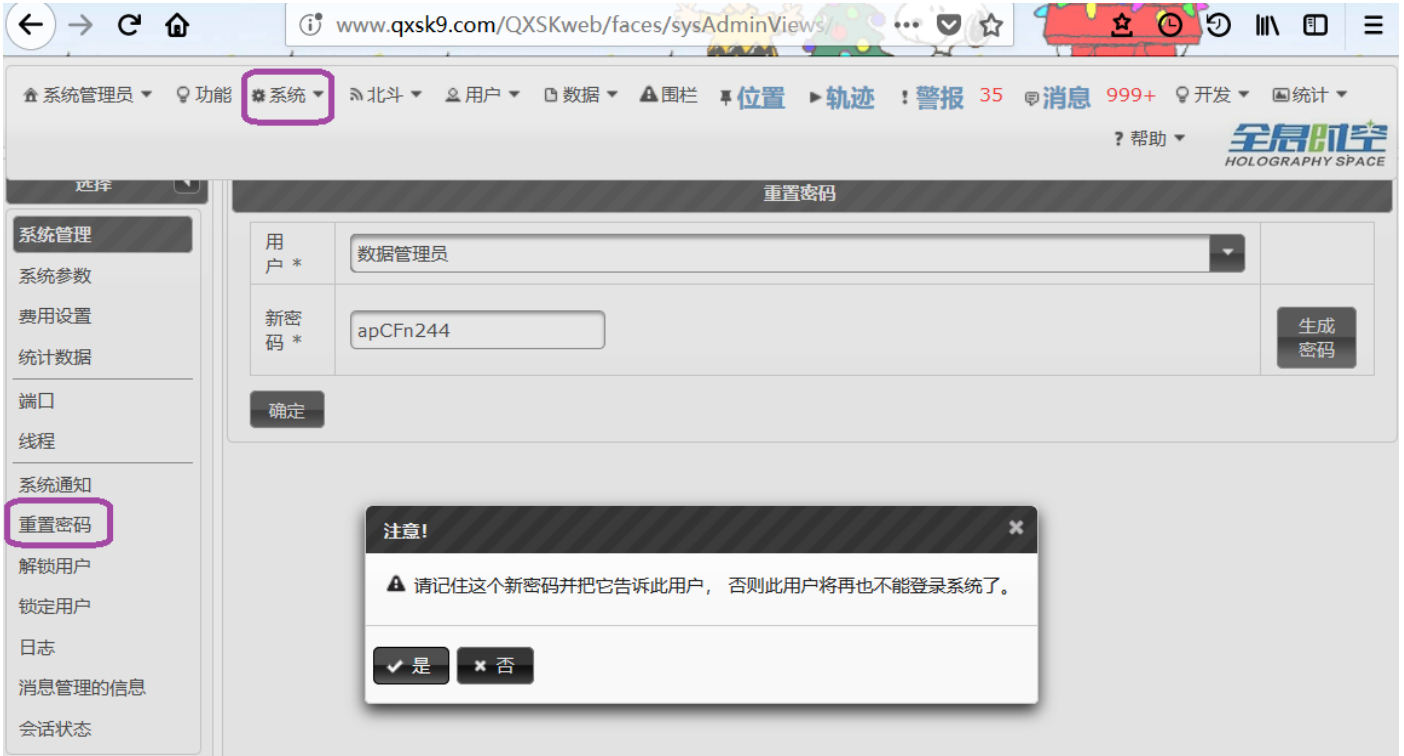 www.qxsk9.com/QXSKweb/faces/sysAdminViews/
系统管理员 功能 系统 北斗 用户 数据 围栏 位置 轨迹 警报 35 消息 999+ 开发 统计
? 帮助 全息时空
HOLOGRAPHY SPACE
选择
重置密码
系统管理
系统参数
费用设置
统计数据
端口
线程
系统通知
重置密码
解锁用户
锁定用户
日志
消息管理的信息
会话状态
用
户 *
数据管理员
新密
码 *
apCFn244
生成
密码
确定
注意!
请记住这个新密码并把它告诉此用户， 否则此用户将再也不能登录系统了。
是 否